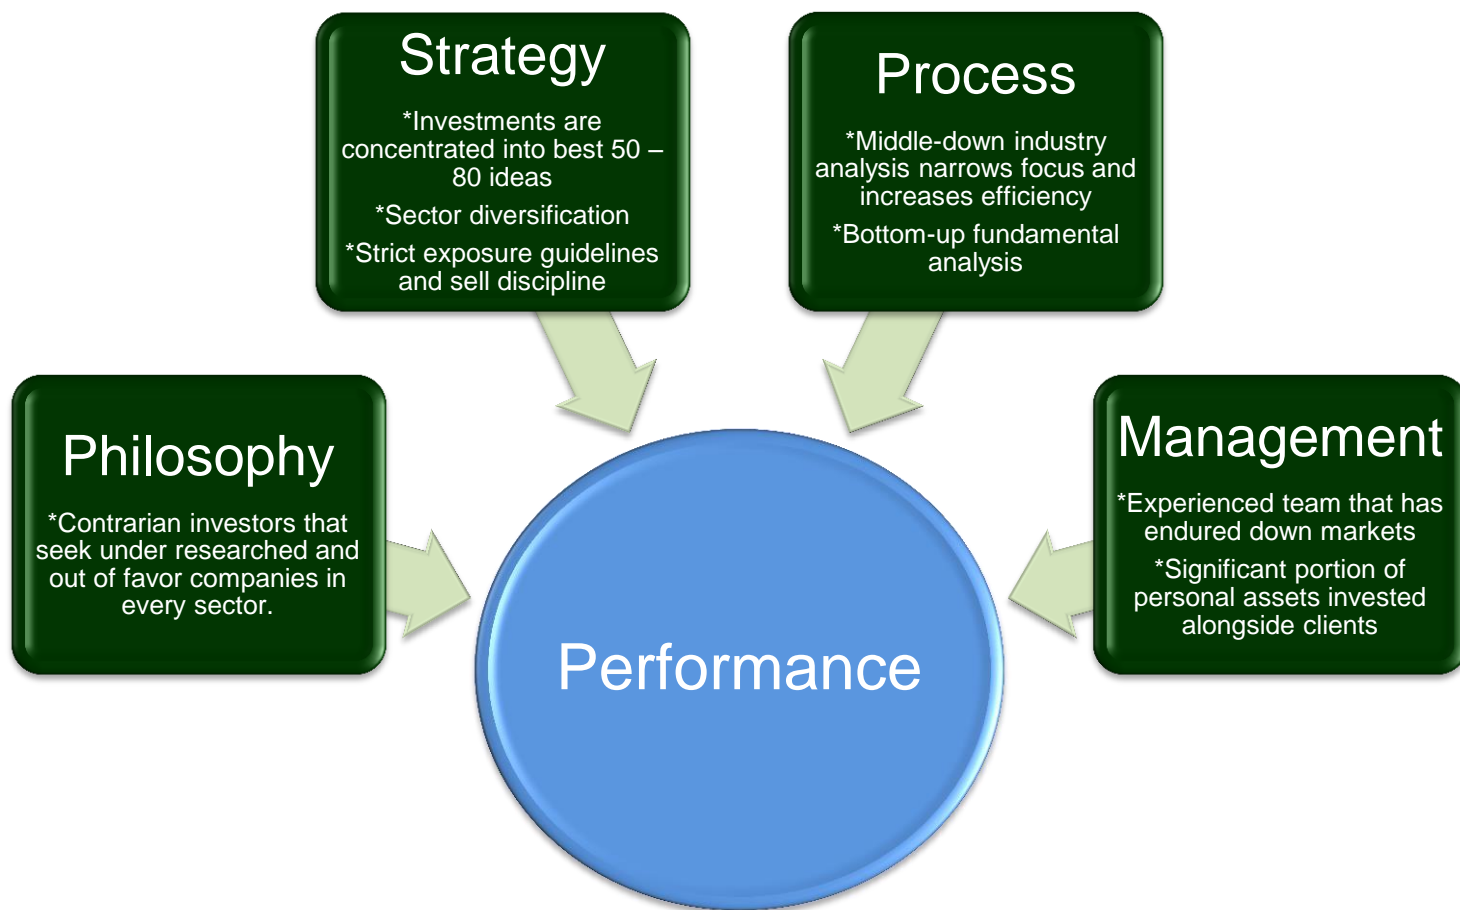 Strategy
*Investments are
concentrated into best 50 –
80 ideas
*Sector diversification
*Strict exposure guidelines
and sell discipline
Process
*Middle-down industry
analysis narrows focus and
increases efficiency
*Bottom-up fundamental
analysis
Philosophy
*Contrarian investors that
seek under researched and
out of favor companies in
every sector.
Management
*Experienced team that has
endured down markets
*Significant portion of
personal assets invested
alongside clients
Performance